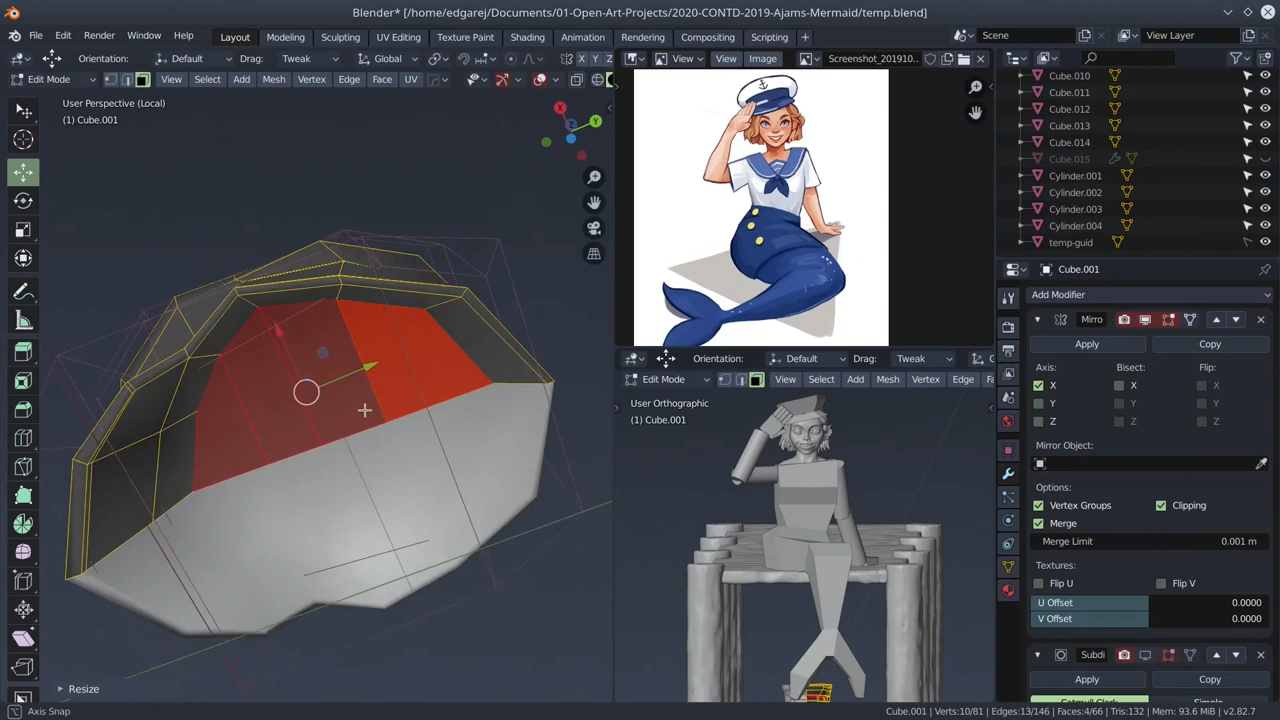 Blender* [/home/edgarej/Documents/01-Open-Art-Projects/2020-CONTD-2019-Ajams-Mermaid/temp.blend]
File Edit Render Window Help Layout Modeling Sculpting UV Editing Texture Paint Shading Animation Rendering Compositing Scripting + Scene View Layer
Orientation: Default Drag: Tweak Global X Y
Edit Mode View Select Add Mesh Vertex Edge Face UV
User Perspective (Local)
(1) Cube.001
X
Y
Z
Resize
View View Image Screenshot_201910..
Orientation: Default Drag: Tweak
Edit Mode View Select Add Mesh Vertex Edge Fa
User Orthographic
(1) Cube.001
Cube.010
Cube.011
Cube.012
Cube.013
Cube.014
Cube.015
Cylinder.001
Cylinder.002
Cylinder.003
Cylinder.004
temp-guid
Cube.001
Add Modifier
Mirro
Apply Copy
Axis: Bisect: Flip:
X X X
Y Y Y
Z Z Z
Mirror Object:
Options:
Vertex Groups Clipping
Merge
Merge Limit 0.001 m
Textures:
Flip U Flip V
U Offset 0.0000
V Offset 0.0000
Subdi
Apply Copy
Axis Snap
Cube.001 | Verts:10/81 | Edges:13/146 | Faces:4/66 | Tris:132 | Mem: 93.6 MiB | v2.82.7